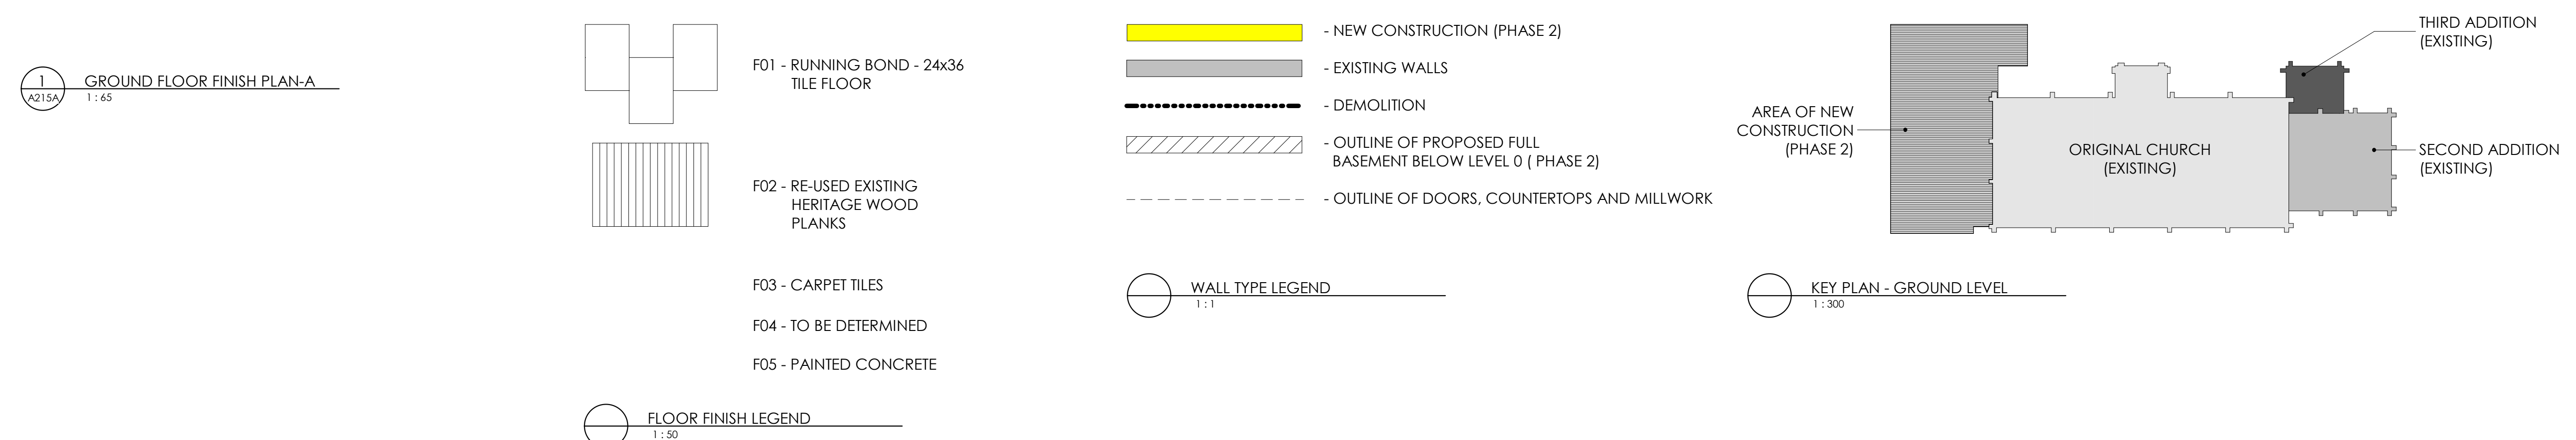 1
A215A
GROUND FLOOR FINISH PLAN-A
1 : 65
F01 - RUNNING BOND - 24x36
TILE FLOOR
F02 - RE-USED EXISTING
HERITAGE WOOD
PLANKS
F03 - CARPET TILES
F04 - TO BE DETERMINED
F05 - PAINTED CONCRETE
FLOOR FINISH LEGEND
1 : 50
- NEW CONSTRUCTION (PHASE 2)
- EXISTING WALLS
- DEMOLITION
- OUTLINE OF PROPOSED FULL
BASEMENT BELOW LEVEL 0 ( PHASE 2)
- OUTLINE OF DOORS, COUNTERTOPS AND MILLWORK
WALL TYPE LEGEND
1 : 1
THIRD ADDITION
(EXISTING)
AREA OF NEW
CONSTRUCTION
(PHASE 2)
ORIGINAL CHURCH
(EXISTING)
SECOND ADDITION
(EXISTING)
KEY PLAN - GROUND LEVEL
1 : 300